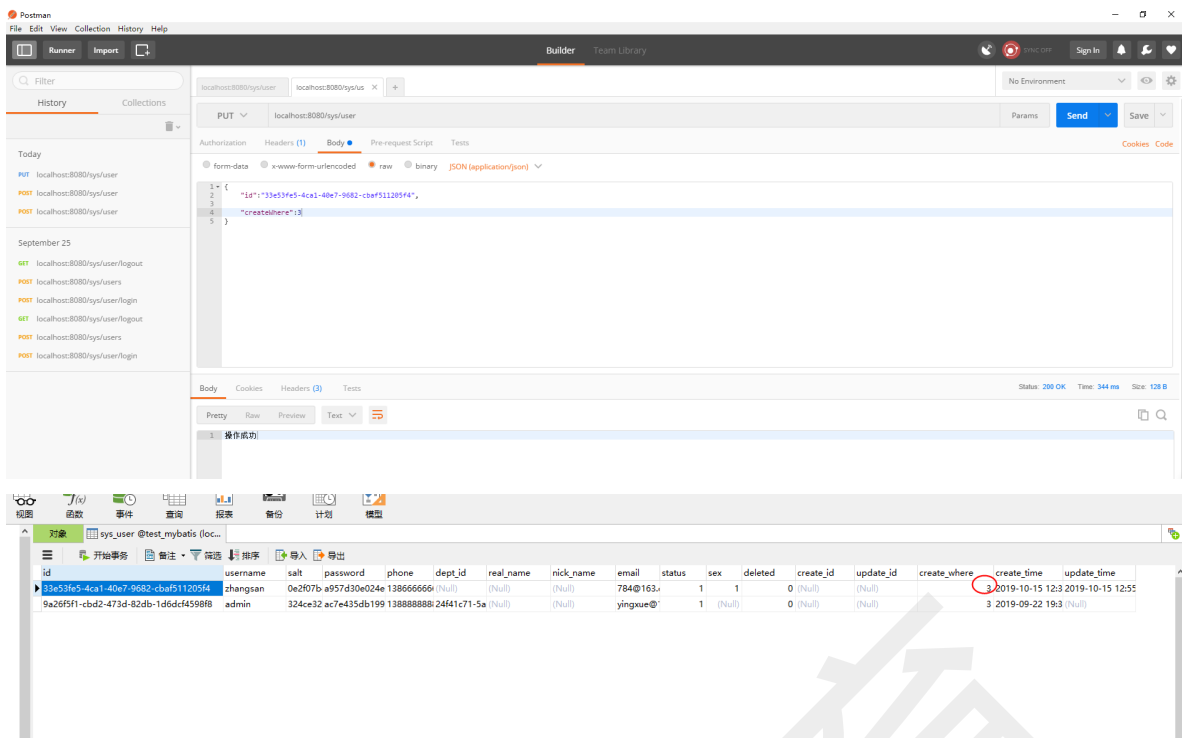 Postman
File Edit View Collection History Help
Runner Import Builder Team Library SYNC OFF Sign In
Filter
History Collections
Today
PUT localhost:8080/sys/user
POST localhost:8080/sys/user
POST localhost:8080/sys/user
September 25
GET localhost:8080/sys/user/logout
POST localhost:8080/sys/users
POST localhost:8080/sys/user/login
GET localhost:8080/sys/user/logout
POST localhost:8080/sys/users
POST localhost:8080/sys/user/login
localhost:8080/sys/user localhost:8080/sys/us × + No Environment
PUT localhost:8080/sys/user Params Send Save
Authorization Headers (1) Body Pre-request Script Tests Cookies Code
form-data x-www-form-urlencoded raw binary JSON (application/json)
1 {
2 "id":"33e53fe5-4ca1-40e7-9682-cbaf511205f4",
3
4 "createWhere":3
5 }
Body Cookies Headers (3) Tests Status: 200 OK Time: 344 ms Size: 128 B
Pretty Raw Preview Text
1 操作成功
视图 函数 事件 查询 报表 备份 计划 模型
对象 sys_user @test_mybatis (loc...
开始事务 备注 筛选 排序 导入 导出
id username salt password phone dept_id real_name nick_name email status sex deleted create_id update_id create_where create_time update_time
33e53fe5-4ca1-40e7-9682-cbaf511205f4 zhangsan 0e2f07b a957d30e024e 138666666 (Null) (Null) (Null) 784@163. 1 1 0 (Null) (Null) 3 2019-10-15 12:3 2019-10-15 12:55
9a26f5f1-cbd2-473d-82db-1d6dcf4598f8 admin 324ce32 ac7e435db199 138888888 24f41c71-5a (Null) (Null) yingxue@ 1 (Null) 0 (Null) (Null) 3 2019-09-22 19:3 (Null)